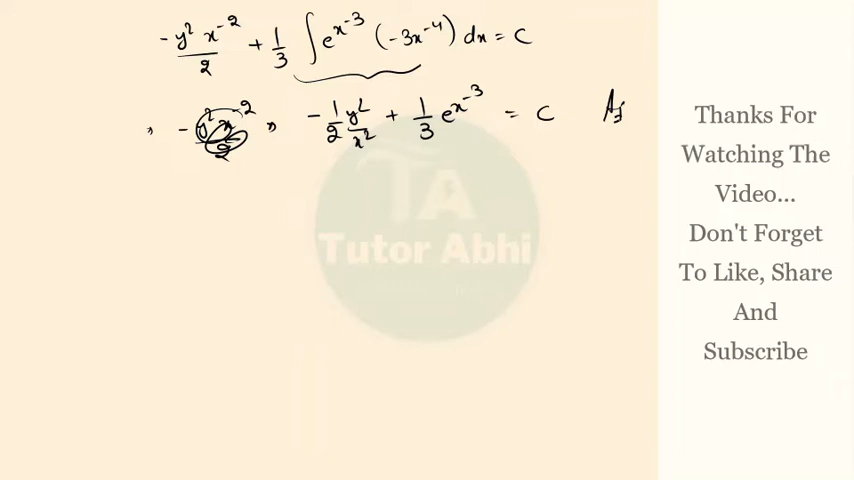 -y² x⁻²/2 + 1/3 ∫ e^(x⁻³) (-3x⁻⁴) dx = C
» - » -1/2 y²/x² + 1/3 e^(x⁻³) = C
TA
Tutor Abhi
Thanks For
Watching The
Video...
Don't Forget
To Like, Share
And
Subscribe